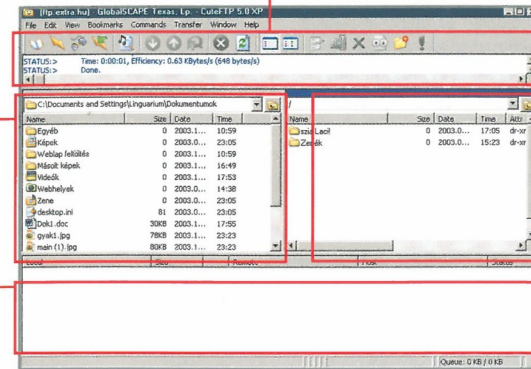 [ftp.extra.hu] - GlobalSCAPE Texas, L.p. - CuteFTP 5.0 XP
File Edit View Bookmarks Commands Transfer Window Help
STATUS:> Time: 0:00:01, Efficiency: 0.63 KBytes/s (648 bytes/s)
STATUS:> Done.
C:\Documents and Settings\Linguarium\Dokumentumok /
Name Size Date Time Name Size Date Time Attr
Egyéb 0 2003.1... 10:59 szia Laci! 0 2003.0... 17:05 dr-xr
Képek 0 2003.0... 23:05 Zenék 0 2003.0... 15:23 dr-xr
Weblap feltöltés 0 2003.1... 10:59
Másolt képek 0 2003.1... 16:49
Videók 0 2003.1... 17:53
Webhelyek 0 2003.0... 14:38
Zene 0 2003.0... 23:05
desktop.ini 81 2003.0... 23:05
Dok1.doc 30KB 2003.1... 17:55
gyak1.jpg 78KB 2003.1... 23:23
main (1).jpg 80KB 2003.1... 23:23
Local Size Remote Host Status
Queue: 0 KB / 0 KB